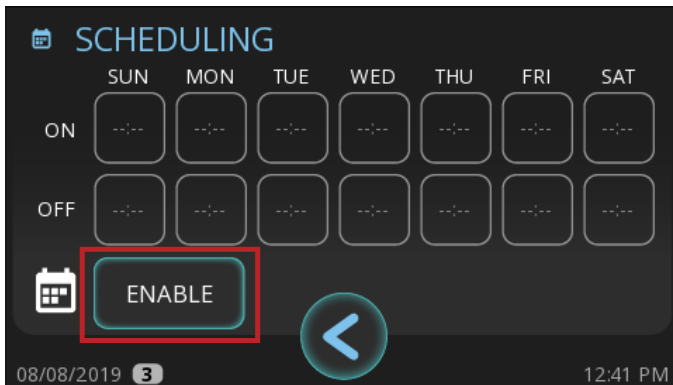 SCHEDULING
SUN MON TUE WED THU FRI SAT
ON --:-- --:-- --:-- --:-- --:-- --:-- --:--
OFF --:-- --:-- --:-- --:-- --:-- --:-- --:--
ENABLE
08/08/2019 3 12:41 PM